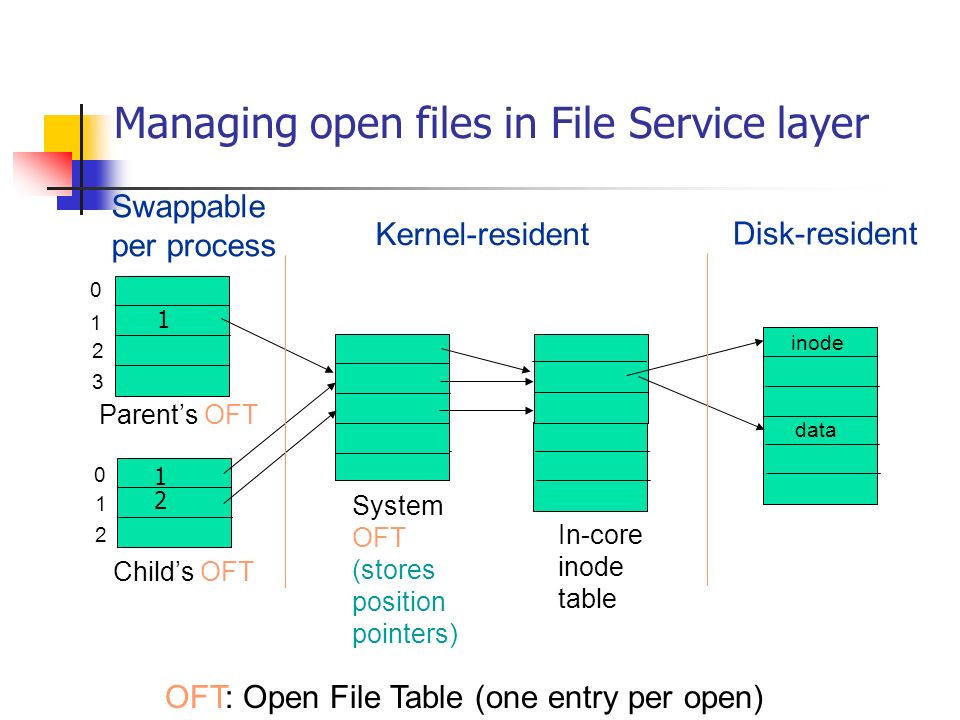 Managing open files in File Service layer
Swappable
per process
Kernel-resident
Disk-resident
0
1
1
2
3
Parent’s OFT
0
1
1
2
2
Child’s OFT
System
OFT
(stores
position
pointers)
In-core
inode
table
inode
data
OFT: Open File Table (one entry per open)